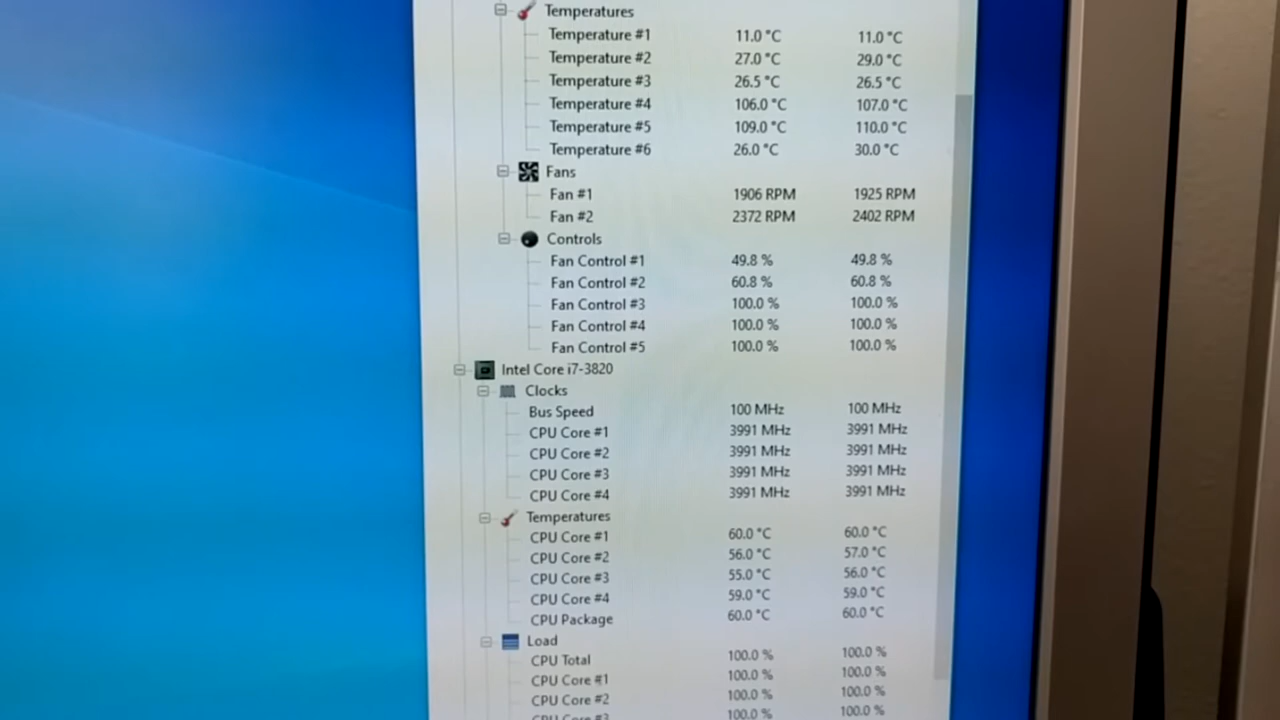 Temperatures
Temperature #1 11.0 °C 11.0 °C
Temperature #2 27.0 °C 29.0 °C
Temperature #3 26.5 °C 26.5 °C
Temperature #4 106.0 °C 107.0 °C
Temperature #5 109.0 °C 110.0 °C
Temperature #6 26.0 °C 30.0 °C
Fans
Fan #1 1906 RPM 1925 RPM
Fan #2 2372 RPM 2402 RPM
Controls
Fan Control #1 49.8 % 49.8 %
Fan Control #2 60.8 % 60.8 %
Fan Control #3 100.0 % 100.0 %
Fan Control #4 100.0 % 100.0 %
Fan Control #5 100.0 % 100.0 %
Intel Core i7-3820
Clocks
Bus Speed 100 MHz 100 MHz
CPU Core #1 3991 MHz 3991 MHz
CPU Core #2 3991 MHz 3991 MHz
CPU Core #3 3991 MHz 3991 MHz
CPU Core #4 3991 MHz 3991 MHz
Temperatures
CPU Core #1 60.0 °C 60.0 °C
CPU Core #2 56.0 °C 57.0 °C
CPU Core #3 55.0 °C 56.0 °C
CPU Core #4 59.0 °C 59.0 °C
CPU Package 60.0 °C 60.0 °C
Load
CPU Total 100.0 % 100.0 %
CPU Core #1 100.0 % 100.0 %
CPU Core #2 100.0 % 100.0 %
CPU Core #3 100.0 % 100.0 %